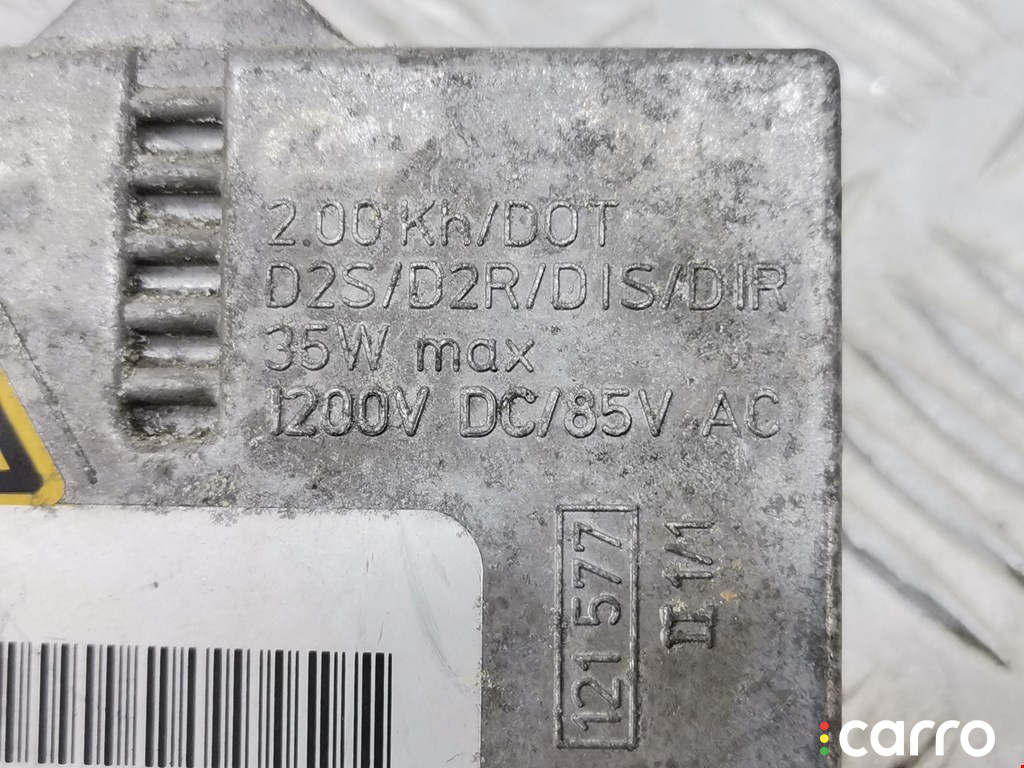 2.00 Kh/DOT
D2S/D2R/D1S/D1R
35W max
1200V DC/85V AC
121 577
II 1/1
carro